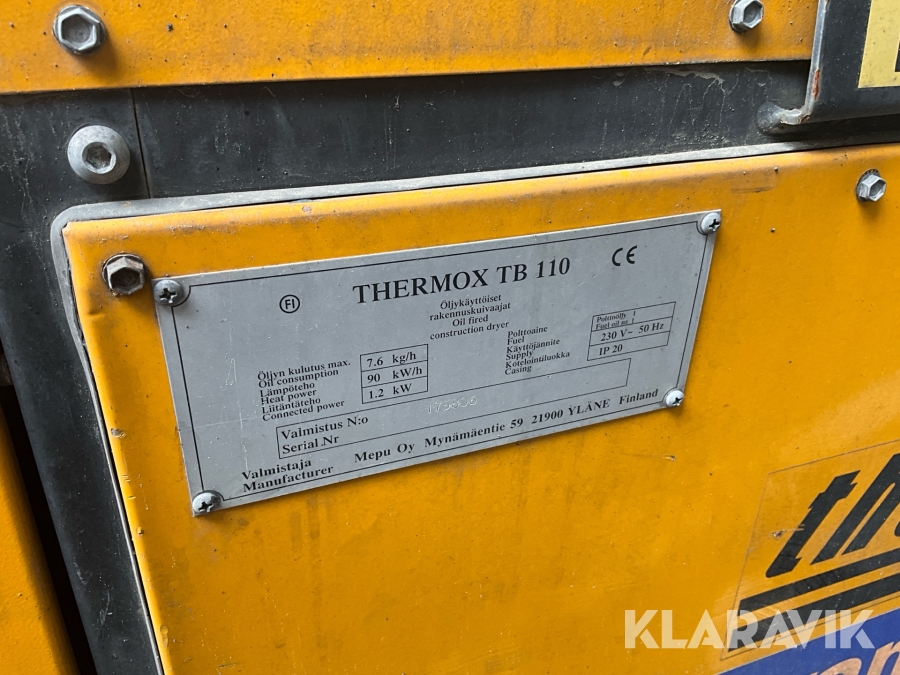 THERMOX TB 110
CE
FI
Öljykäyttöiset
rakennuskuivaajat
Oil fired
construction dryer
Öljyn kulutus max. 7.6 kg/h
Oil consumption
Lämpöteho 90 kW/h
Heat power
Liitäntäteho 1.2 kW
Connected power
Polttoaine Polttoöljy 1
Fuel Fuel oil nr. 1
Käyttöjännite 230 V~ 50 Hz
Supply
Kotelointiluokka IP 20
Casing
Valmistus N:o
Serial Nr
Valmistaja Mepu Oy Mynämäentie 59 21900 YLÄNE Finland
Manufacturer
KLARAVIK